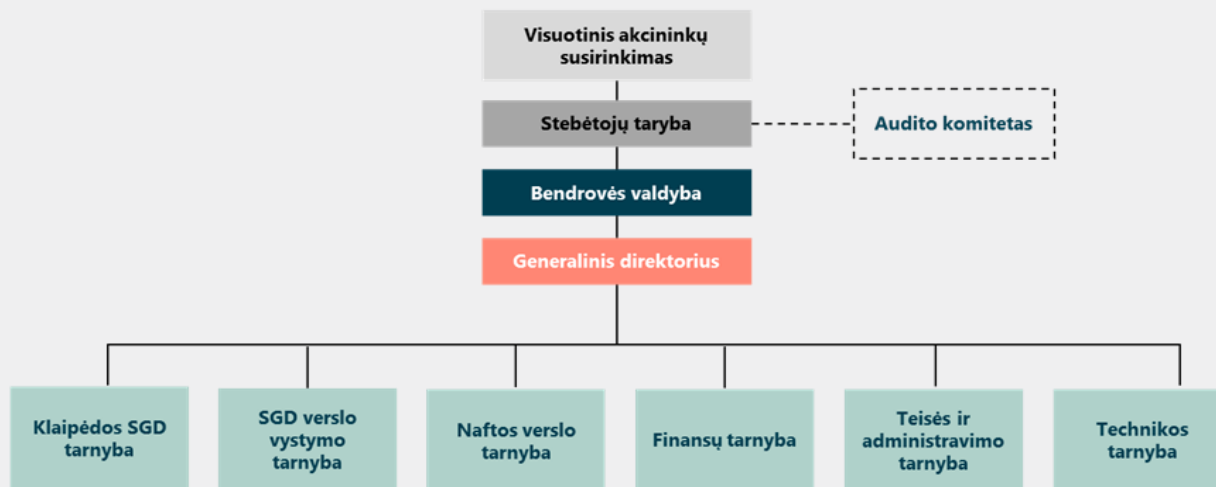 Visuotinis akcininkų
susirinkimas
Stebėtojų taryba
Audito komitetas
Bendrovės valdyba
Generalinis direktorius
Klaipėdos SGD
tarnyba
SGD verslo
vystymo
tarnyba
Naftos verslo
tarnyba
Finansų tarnyba
Teisės ir
administravimo
tarnyba
Technikos
tarnyba